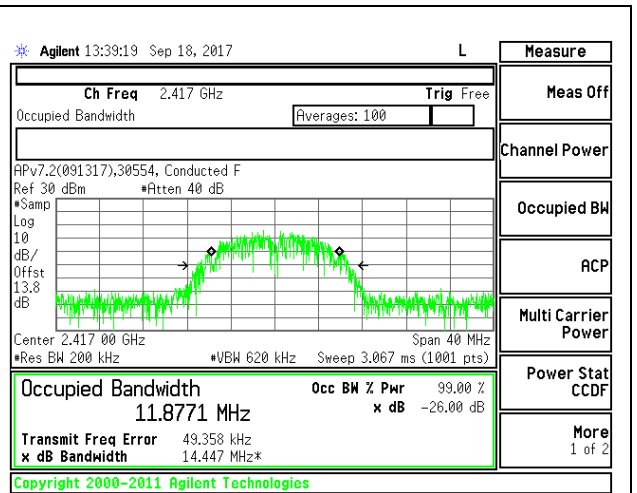 Agilent 13:39:19 Sep 18, 2017 L
Measure
Ch Freq 2.417 GHz Trig Free
Occupied Bandwidth Averages: 100
APv7.2(091317),30554, Conducted F
Ref 30 dBm #Atten 40 dB
#Samp
Log
10
dB/
Offst
13.8
dB
Center 2.417 00 GHz Span 40 MHz
#Res BW 200 kHz #VBW 620 kHz Sweep 3.067 ms (1001 pts)
Occupied Bandwidth Occ BW % Pwr 99.00 %
11.8771 MHz x dB -26.00 dB
Transmit Freq Error 49.358 kHz
x dB Bandwidth 14.447 MHz*
Copyright 2000-2011 Agilent Technologies
Meas Off
Channel Power
Occupied BW
ACP
Multi Carrier
Power
Power Stat
CCDF
More
1 of 2